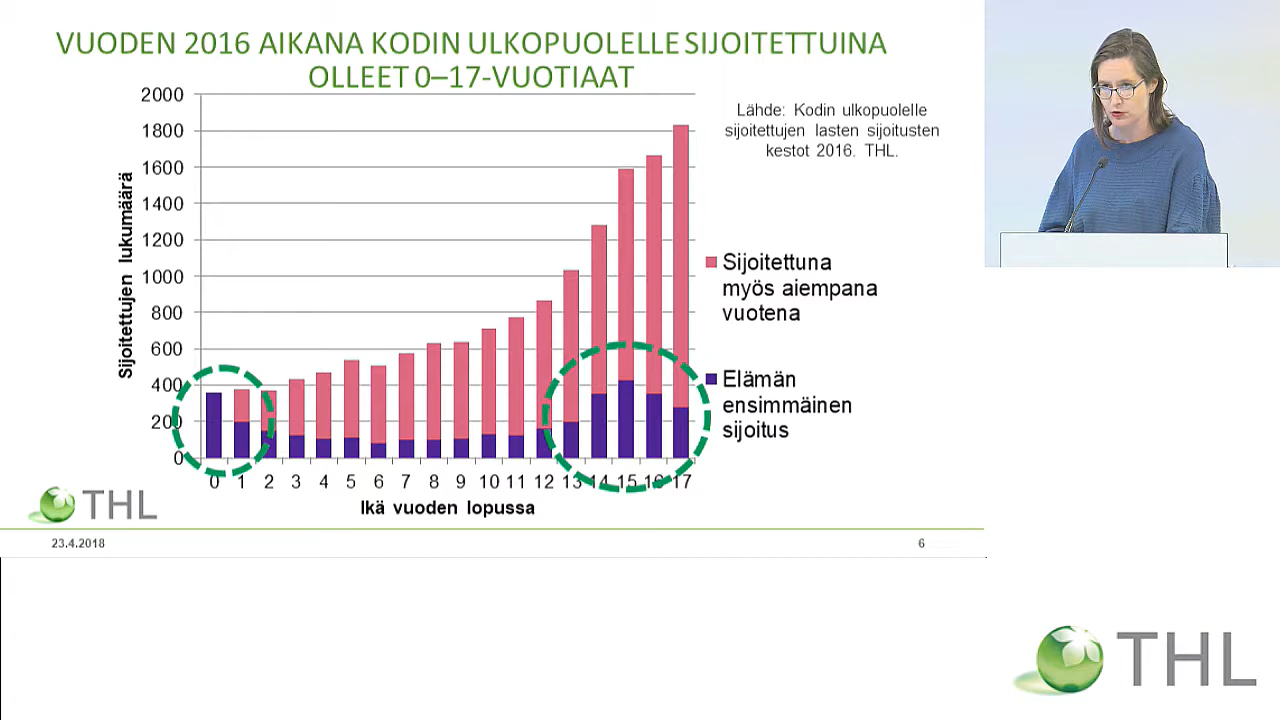 VUODEN 2016 AIKANA KODIN ULKOPUOLELLE SIJOITETTUINA
OLLEET 0–17-VUOTIAAT
Lähde: Kodin ulkopuolelle
sijoitettujen lasten sijoitusten
kestot 2016. THL.
Sijoitettujen lukumäärä
2000
1800
1600
1400
1200
1000
800
600
400
200
0
Sijoitettuna
myös aiempana
vuotena
Elämän
ensimmäinen
sijoitus
0 1 2 3 4 5 6 7 8 9 10 11 12 13 14 15 16 17
Ikä vuoden lopussa
THL
23.4.2018
6
THL